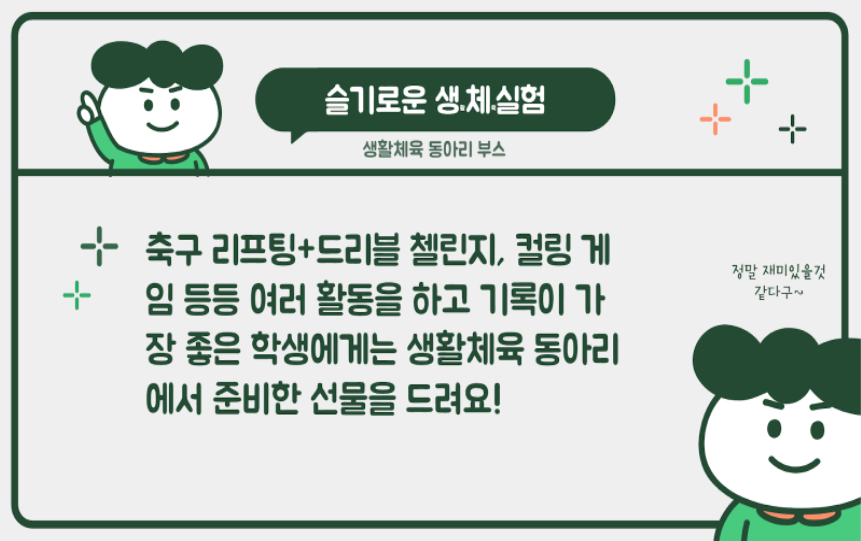 슬기로운 생.체.실험
생활체육 동아리 부스
축구 리프팅+드리블 첼린지, 컬링 게
임 등등 여러 활동을 하고 기록이 가
장 좋은 학생에게는 생활체육 동아리
에서 준비한 선물을 드려요!
정말 재미있을것
같다구~